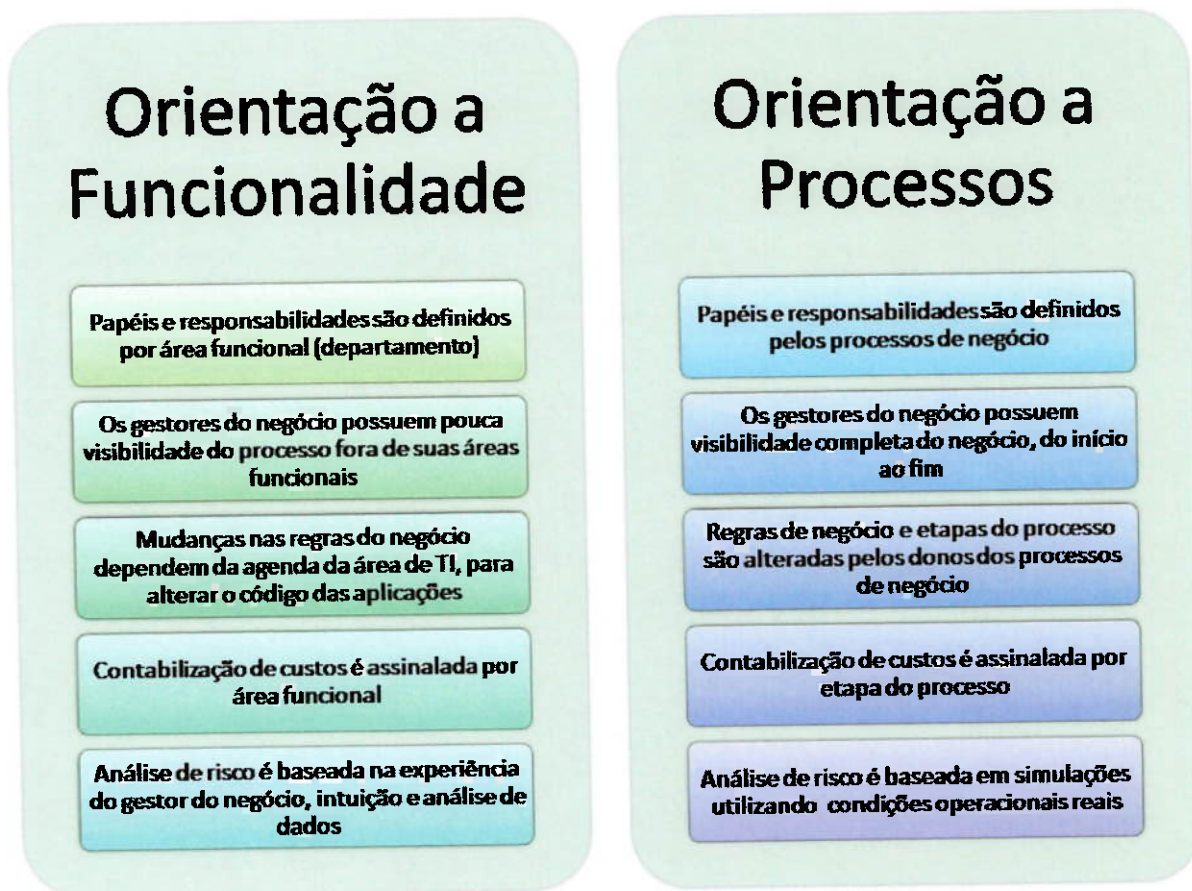 Orientação a
Funcionalidade
Papéis e responsabilidades são definidos
por área funcional (departamento)
Os gestores do negócio possuem pouca
visibilidade do processo fora de suas áreas
funcionais
Mudanças nas regras do negócio
dependem da agenda da área de TI, para
alterar o código das aplicações
Contabilização de custos é assinalada por
área funcional
Análise de risco é baseada na experiência
do gestor do negócio, intuição e análise de
dados
Orientação a
Processos
Papéis e responsabilidades são definidos
pelos processos de negócio
Os gestores do negócio possuem
visibilidade completa do negócio, do início
ao fim
Regras de negócio e etapas do processo
são alteradas pelos donos dos processos
de negócio
Contabilização de custos é assinalada por
etapa do processo
Análise de risco é baseada em simulações
utilizando condições operacionais reais